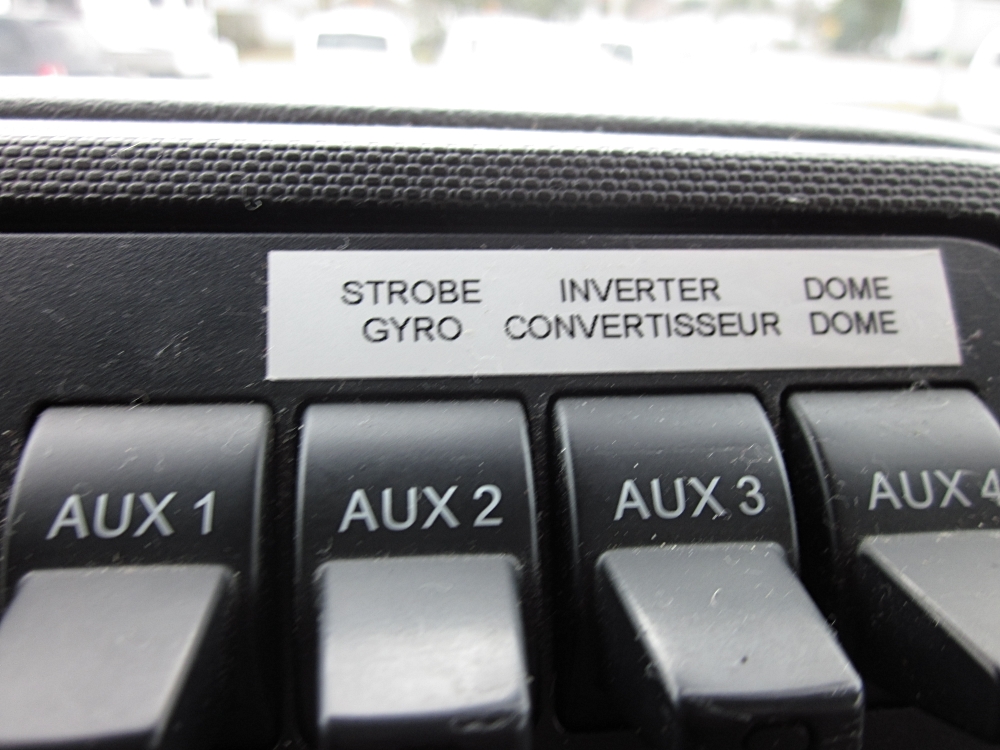 STROBE INVERTER DOME
GYRO CONVERTISSEUR DOME
AUX 1 AUX 2 AUX 3 AUX 4